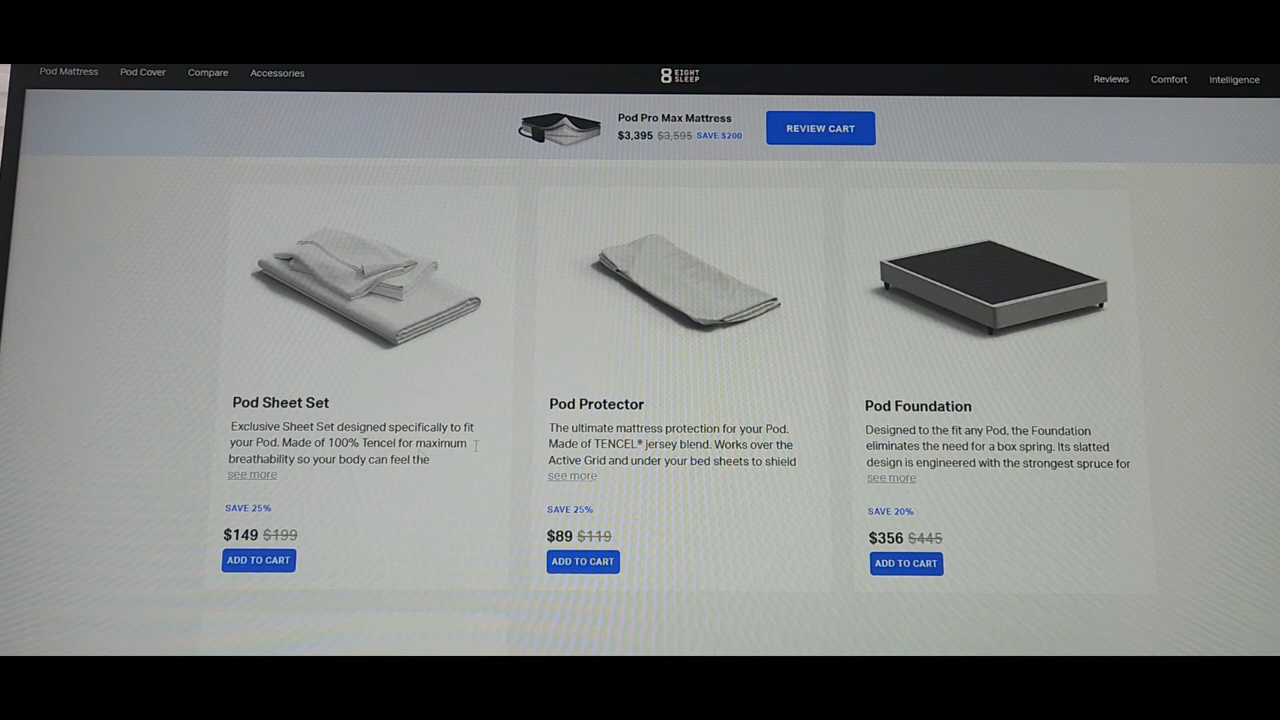 Pod Mattress Pod Cover Compare Accessories
8 EIGHT SLEEP
Reviews Comfort Intelligence
Pod Pro Max Mattress
$3,395 $3,595 SAVE $200
REVIEW CART
Pod Sheet Set
Exclusive Sheet Set designed specifically to fit
your Pod. Made of 100% Tencel for maximum
breathability so your body can feel the
see more
SAVE 25%
$149 $199
ADD TO CART
Pod Protector
The ultimate mattress protection for your Pod.
Made of TENCEL® jersey blend. Works over the
Active Grid and under your bed sheets to shield
see more
SAVE 25%
$89 $119
ADD TO CART
Pod Foundation
Designed to the fit any Pod, the Foundation
eliminates the need for a box spring. Its slatted
design is engineered with the strongest spruce for
see more
SAVE 20%
$356 $445
ADD TO CART